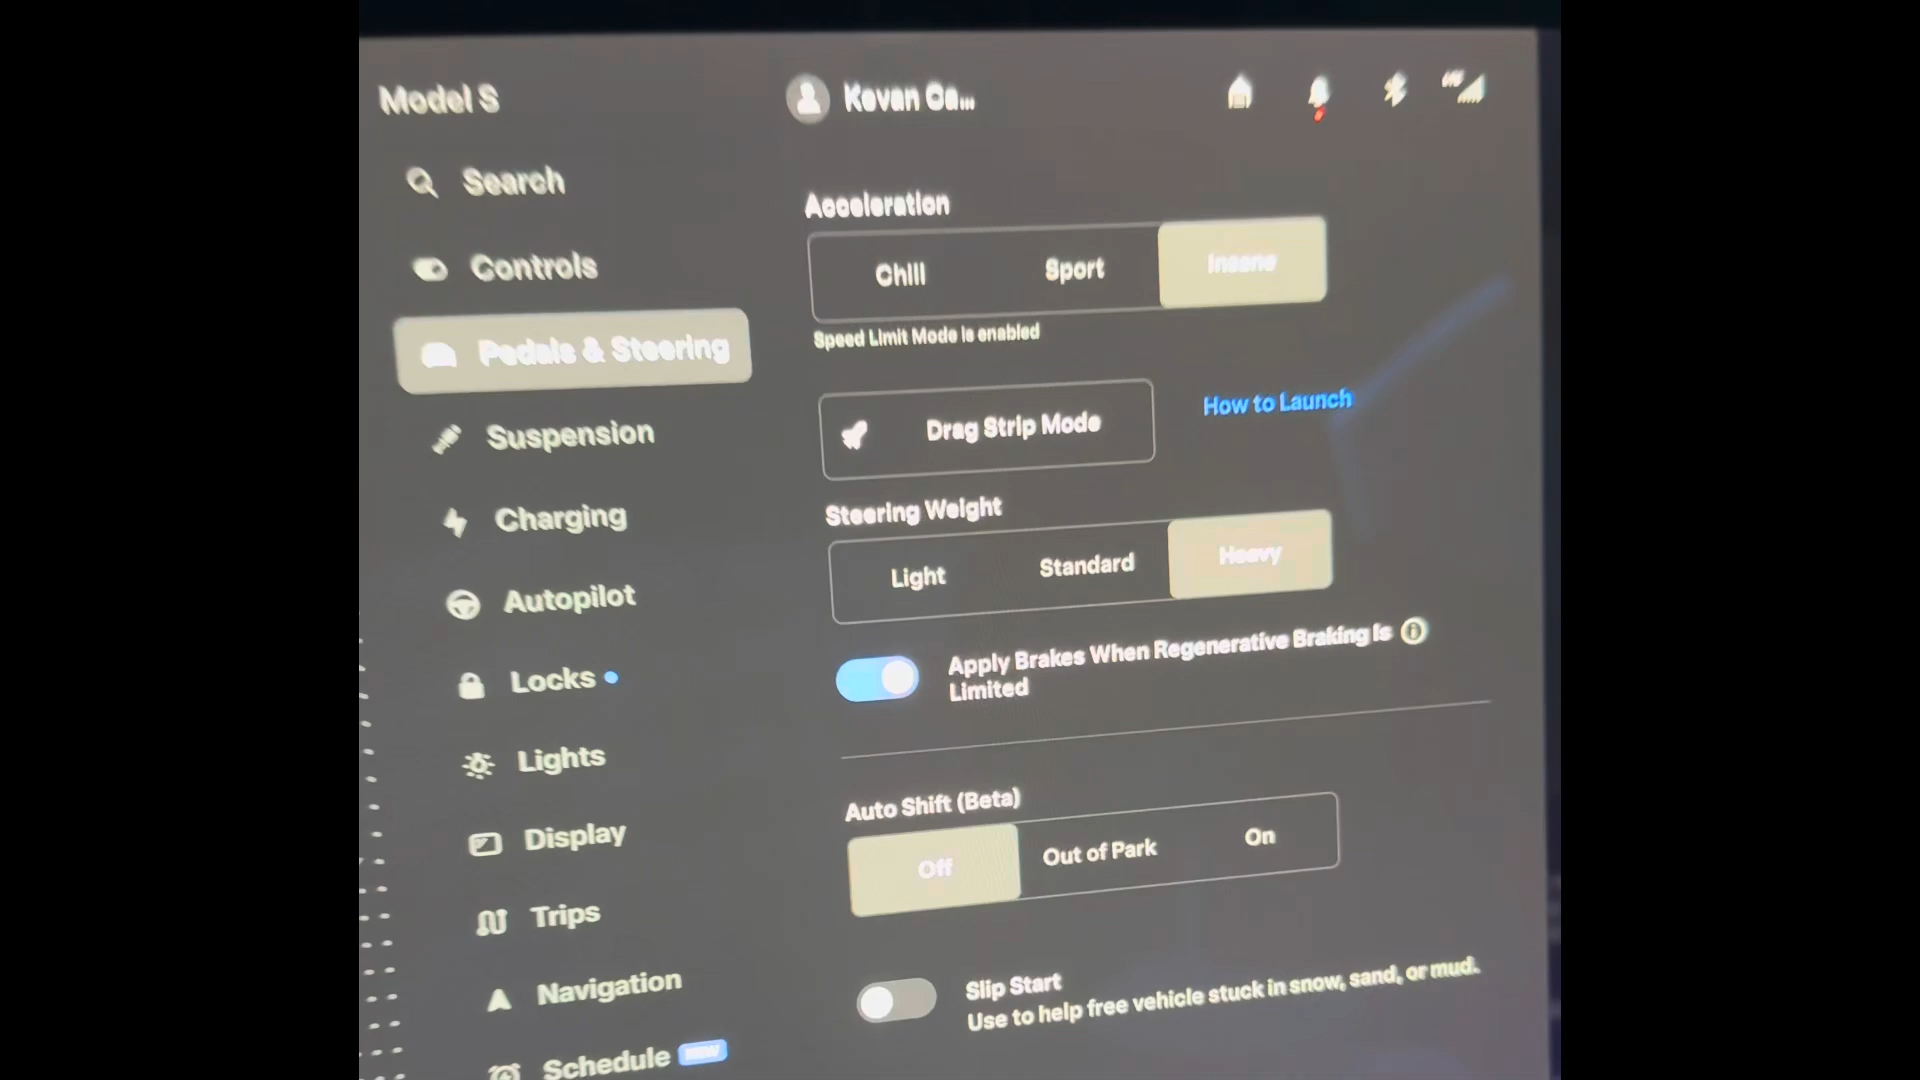 Model S
Kevan Ca...
Search
Controls
Pedals & Steering
Suspension
Charging
Autopilot
Locks
Lights
Display
Trips
Navigation
Schedule NEW
Acceleration
Chill Sport Insane
Speed Limit Mode is enabled
Drag Strip Mode How to Launch
Steering Weight
Light Standard Heavy
Apply Brakes When Regenerative Braking Is
Limited
Auto Shift (Beta)
Off Out of Park On
Slip Start
Use to help free vehicle stuck in snow, sand, or mud.